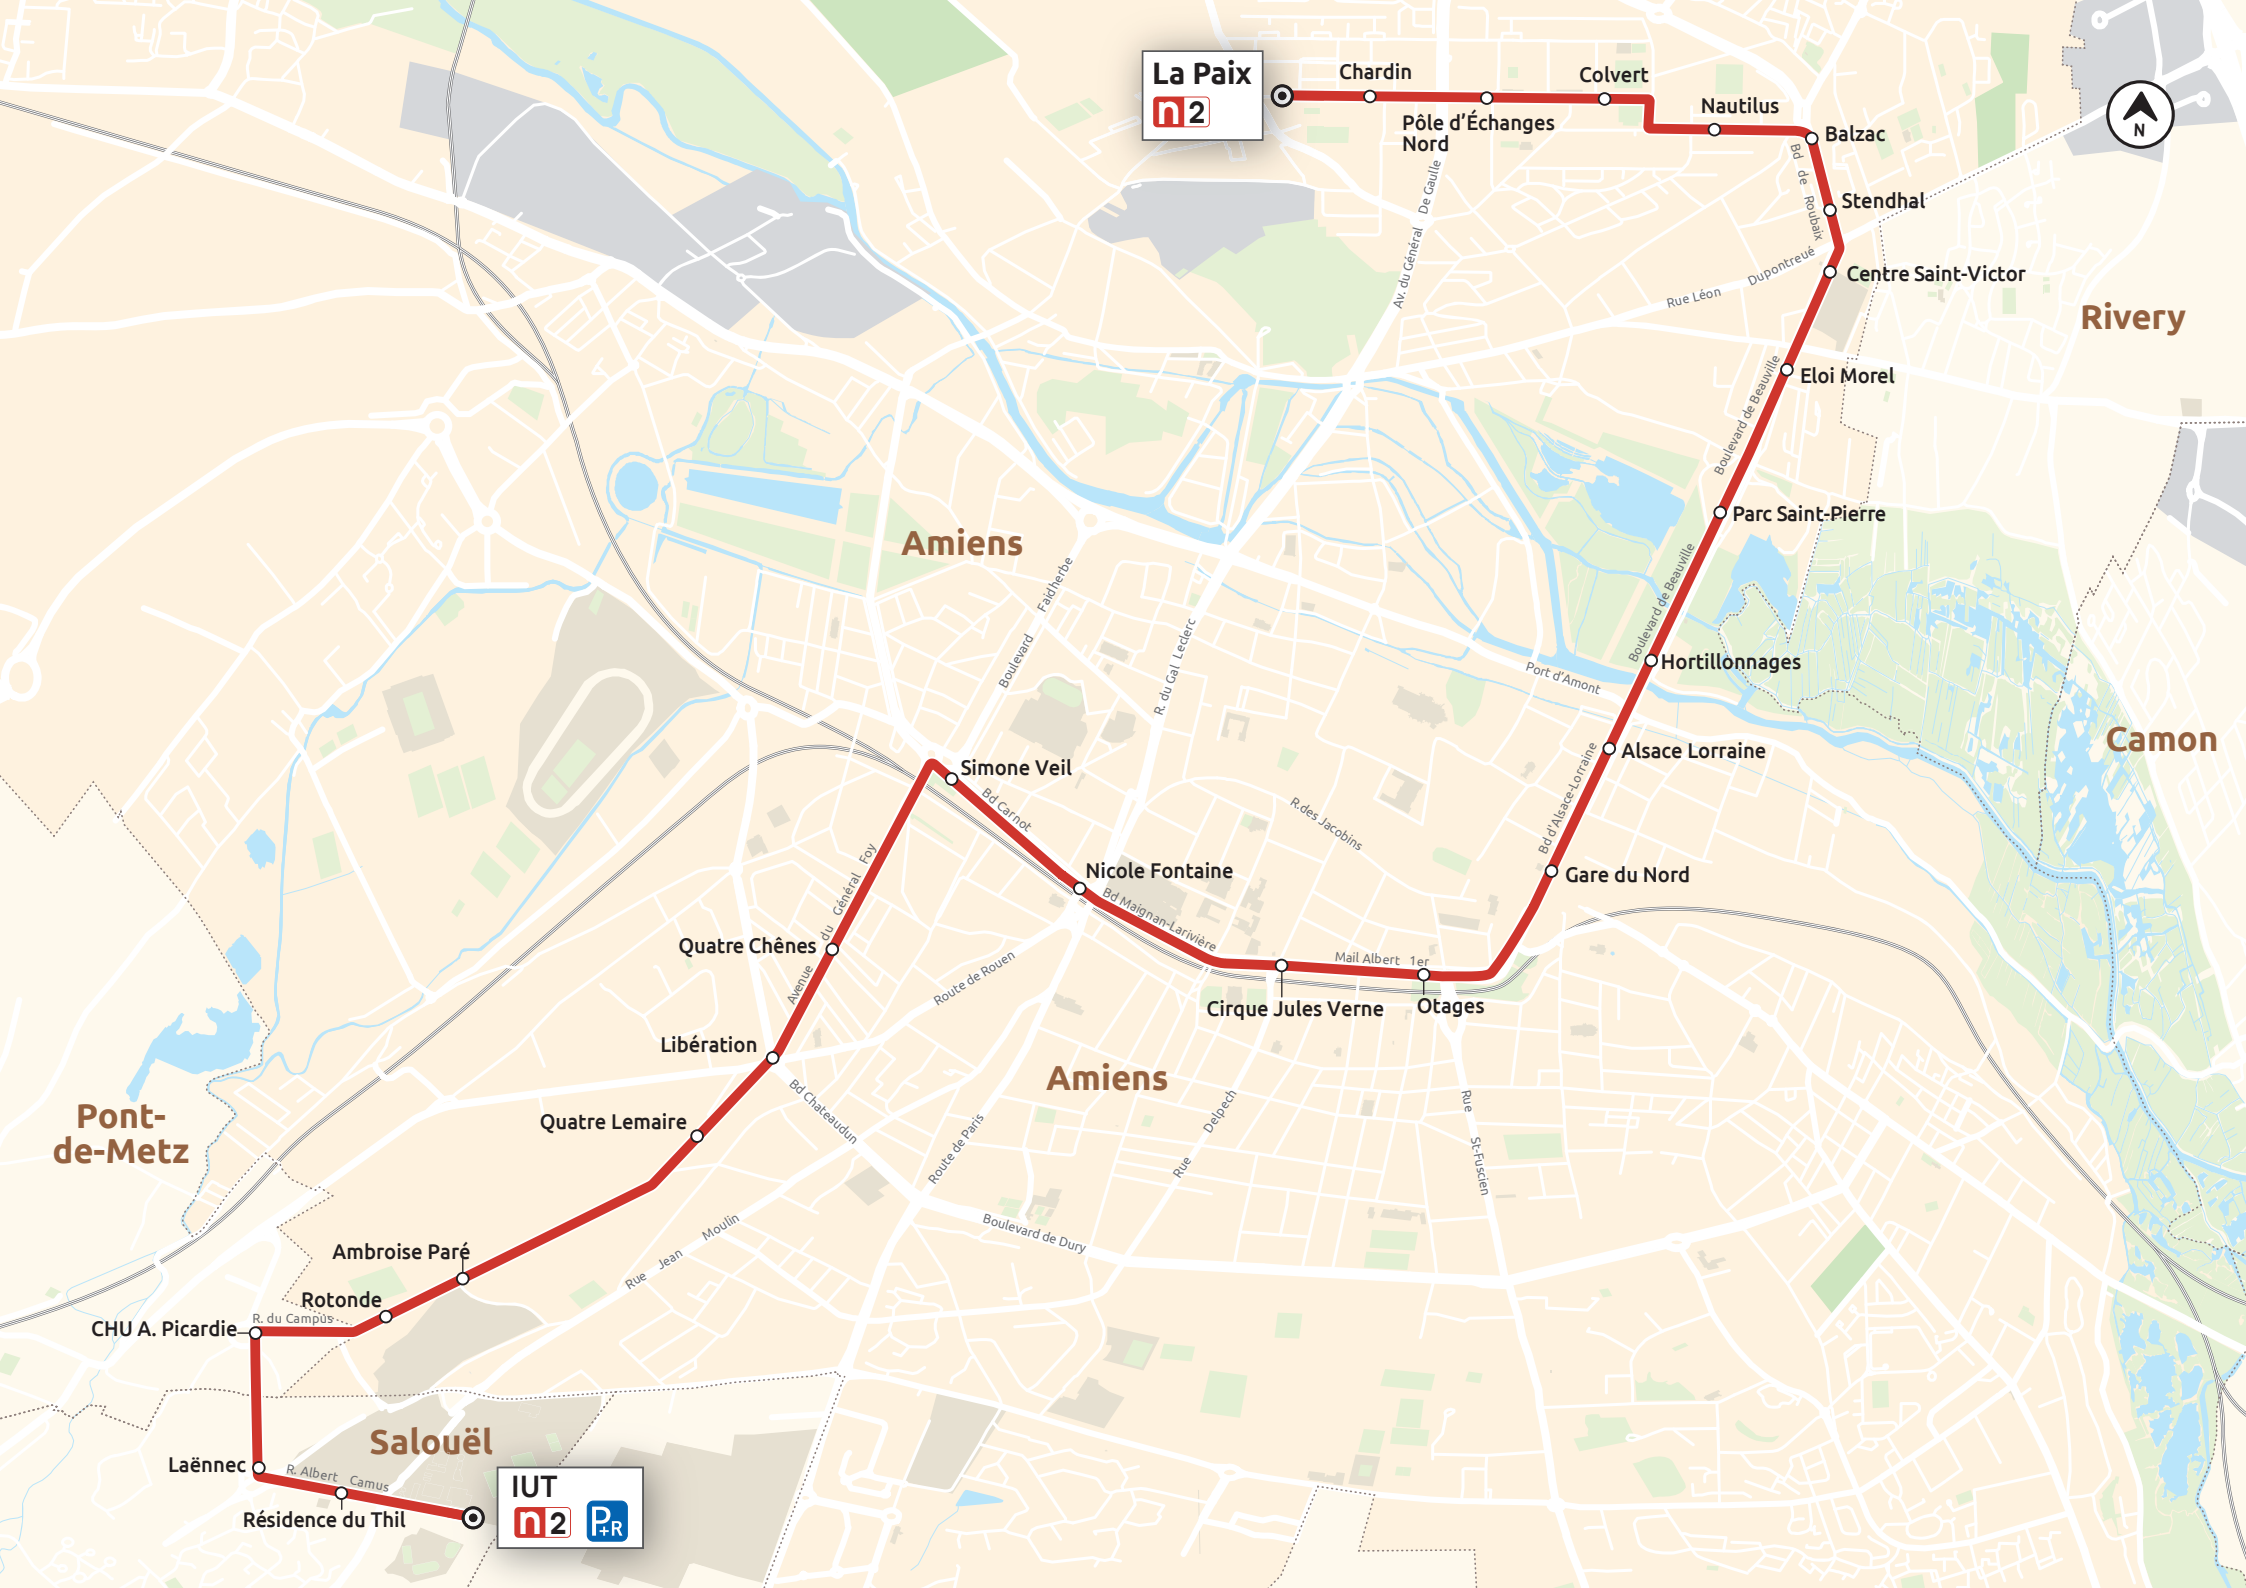 La Paix
n 2
Chardin
Pôle d'Échanges
Nord
Colvert
Nautilus
Balzac
N
Bd de Roubaix
Stendhal
Av. du Général De Gaulle
Centre Saint-Victor
Rue Léon Dupontreué
Rivery
Eloi Morel
Boulevard de Beauville
Parc Saint-Pierre
Amiens
Boulevard de Beauville
Boulevard Faidherbe
R. du Gal Leclerc
Hortillonnages
Port d'Amont
Camon
Alsace Lorraine
Bd d'Alsace-Lorraine
Simone Veil
Bd Carnot
R.des Jacobins
Nicole Fontaine
Gare du Nord
Bd Maignan-Larivière
Avenue du Général Foy
Quatre Chênes
Mail Albert 1er
Route de Rouen
Cirque Jules Verne
Otages
Libération
Amiens
Bd Chateaudun
Pont-
de-Metz
Quatre Lemaire
Route de Paris
Rue Delpech
Rue St-Fuscien
Boulevard de Dury
Rue Jean Moulin
Ambroise Paré
Rotonde
R. du Campus
CHU A. Picardie
Salouël
Laënnec
R. Albert Camus
Résidence du Thil
IUT
n 2 P+R